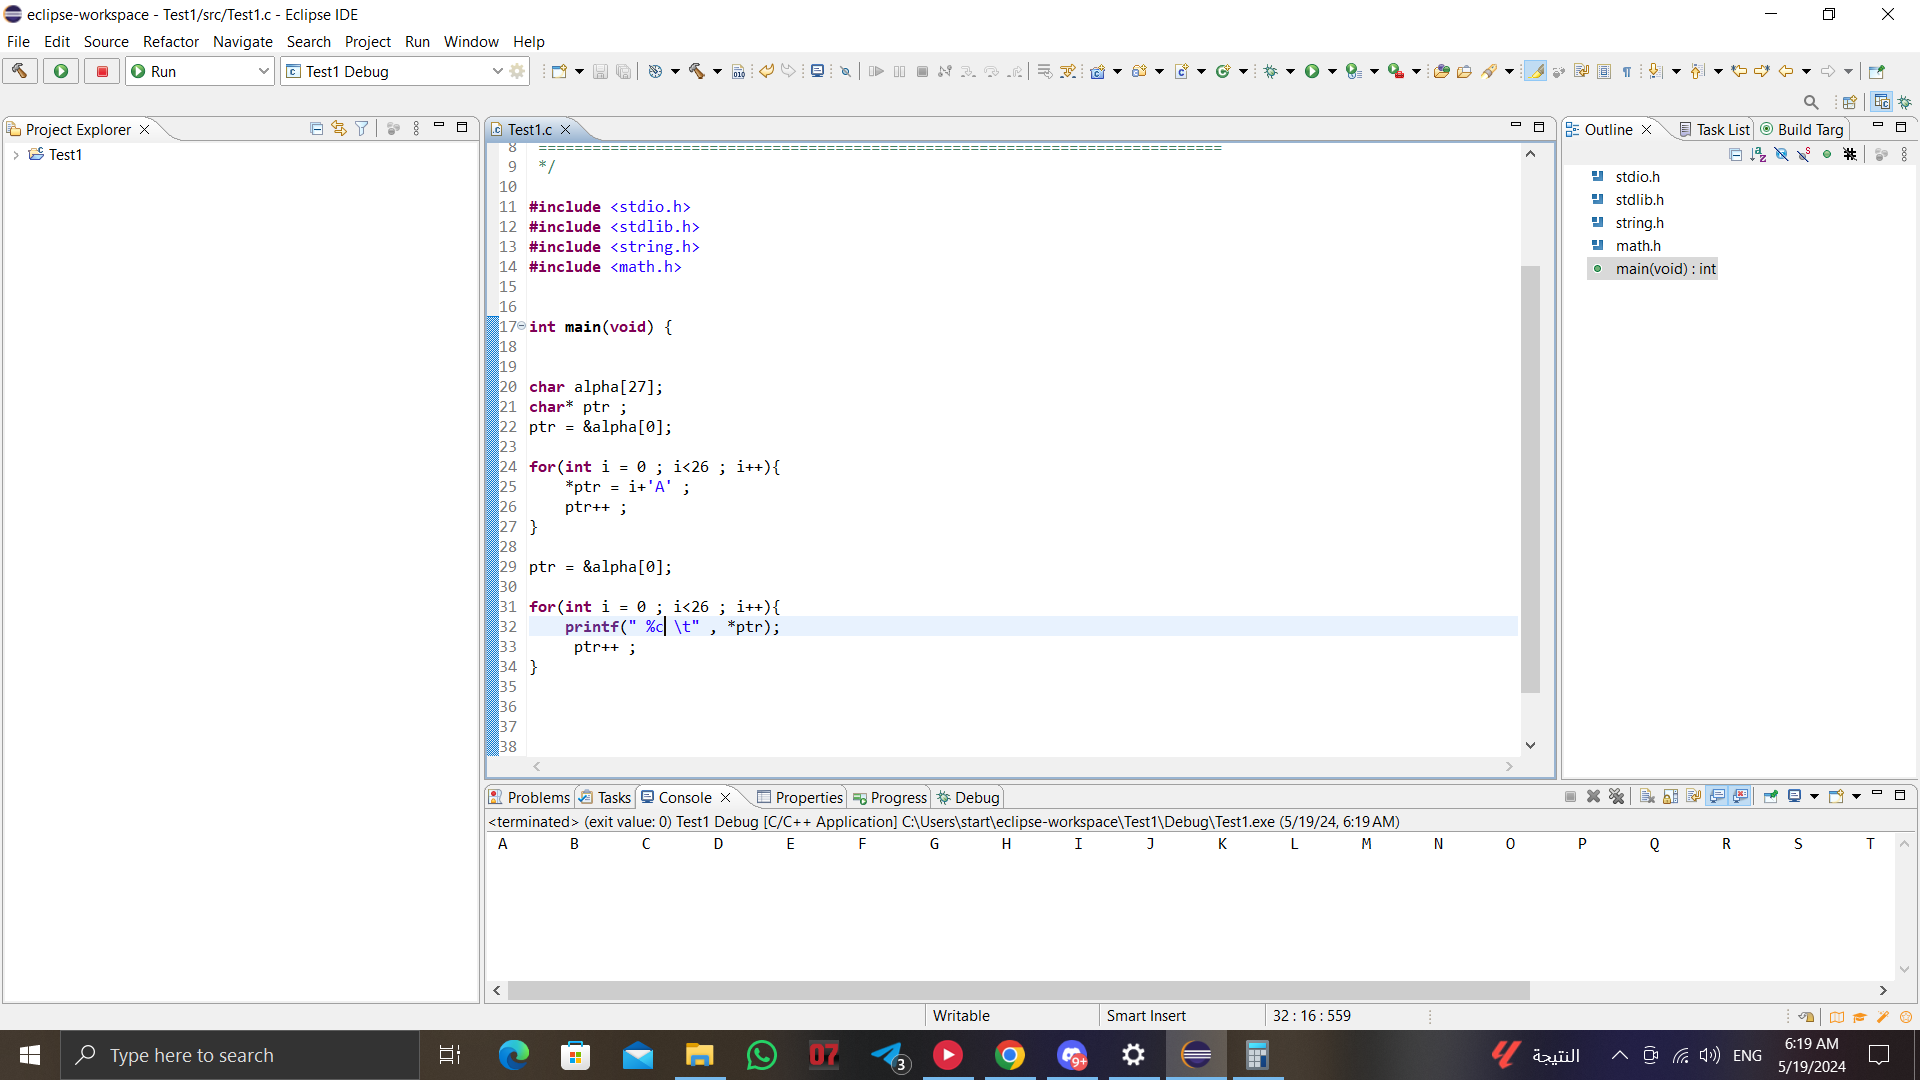 eclipse-workspace - Test1/src/Test1.c - Eclipse IDE
File Edit Source Refactor Navigate Search Project Run Window Help
Run
Test1 Debug
Project Explorer
Test1
Test1.c
8 ============================================================================
9 */
10
11 #include <stdio.h>
12 #include <stdlib.h>
13 #include <string.h>
14 #include <math.h>
15
16
17 int main(void) {
18
19
20 char alpha[27];
21 char* ptr ;
22 ptr = &alpha[0];
23
24 for(int i = 0 ; i<26 ; i++){
25     *ptr = i+'A' ;
26     ptr++ ;
27 }
28
29 ptr = &alpha[0];
30
31 for(int i = 0 ; i<26 ; i++){
32     printf(" %c \t" , *ptr);
33      ptr++ ;
34 }
35
36
37
38
Outline Task List Build Targ
stdio.h
stdlib.h
string.h
math.h
main(void) : int
Problems Tasks Console Properties Progress Debug
<terminated> (exit value: 0) Test1 Debug [C/C++ Application] C:\Users\start\eclipse-workspace\Test1\Debug\Test1.exe (5/19/24, 6:19 AM)
A B C D E F G H I J K L M N O P Q R S T
Writable Smart Insert 32 : 16 : 559
Type here to search
07
3
9+
النتيجة
ENG
6:19 AM
5/19/2024